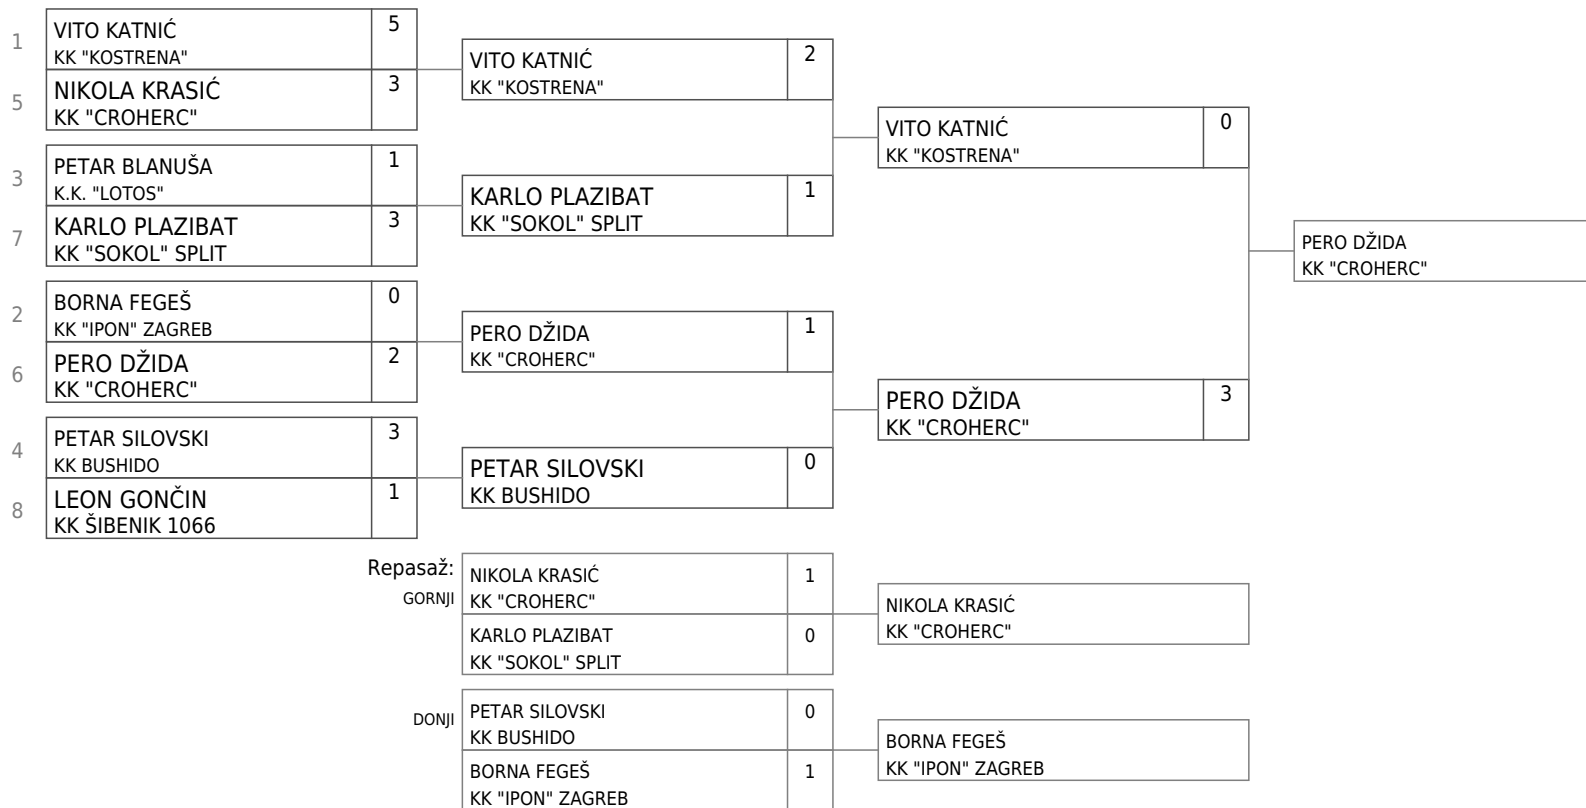 1
VITO KATNIĆ 5
KK "KOSTRENA"
5
NIKOLA KRASIĆ 3
KK "CROHERC"
3
PETAR BLANUŠA 1
K.K. "LOTOS"
7
KARLO PLAZIBAT 3
KK "SOKOL" SPLIT
2
BORNA FEGEŠ 0
KK "IPON" ZAGREB
6
PERO DŽIDA 2
KK "CROHERC"
4
PETAR SILOVSKI 3
KK BUSHIDO
8
LEON GONČIN 1
KK ŠIBENIK 1066
VITO KATNIĆ 2
KK "KOSTRENA"
KARLO PLAZIBAT 1
KK "SOKOL" SPLIT
PERO DŽIDA 1
KK "CROHERC"
PETAR SILOVSKI 0
KK BUSHIDO
VITO KATNIĆ 0
KK "KOSTRENA"
PERO DŽIDA 3
KK "CROHERC"
PERO DŽIDA
KK "CROHERC"
Repasaž:
GORNJI
NIKOLA KRASIĆ 1
KK "CROHERC"
KARLO PLAZIBAT 0
KK "SOKOL" SPLIT
NIKOLA KRASIĆ
KK "CROHERC"
DONJI
PETAR SILOVSKI 0
KK BUSHIDO
BORNA FEGEŠ 1
KK "IPON" ZAGREB
BORNA FEGEŠ
KK "IPON" ZAGREB